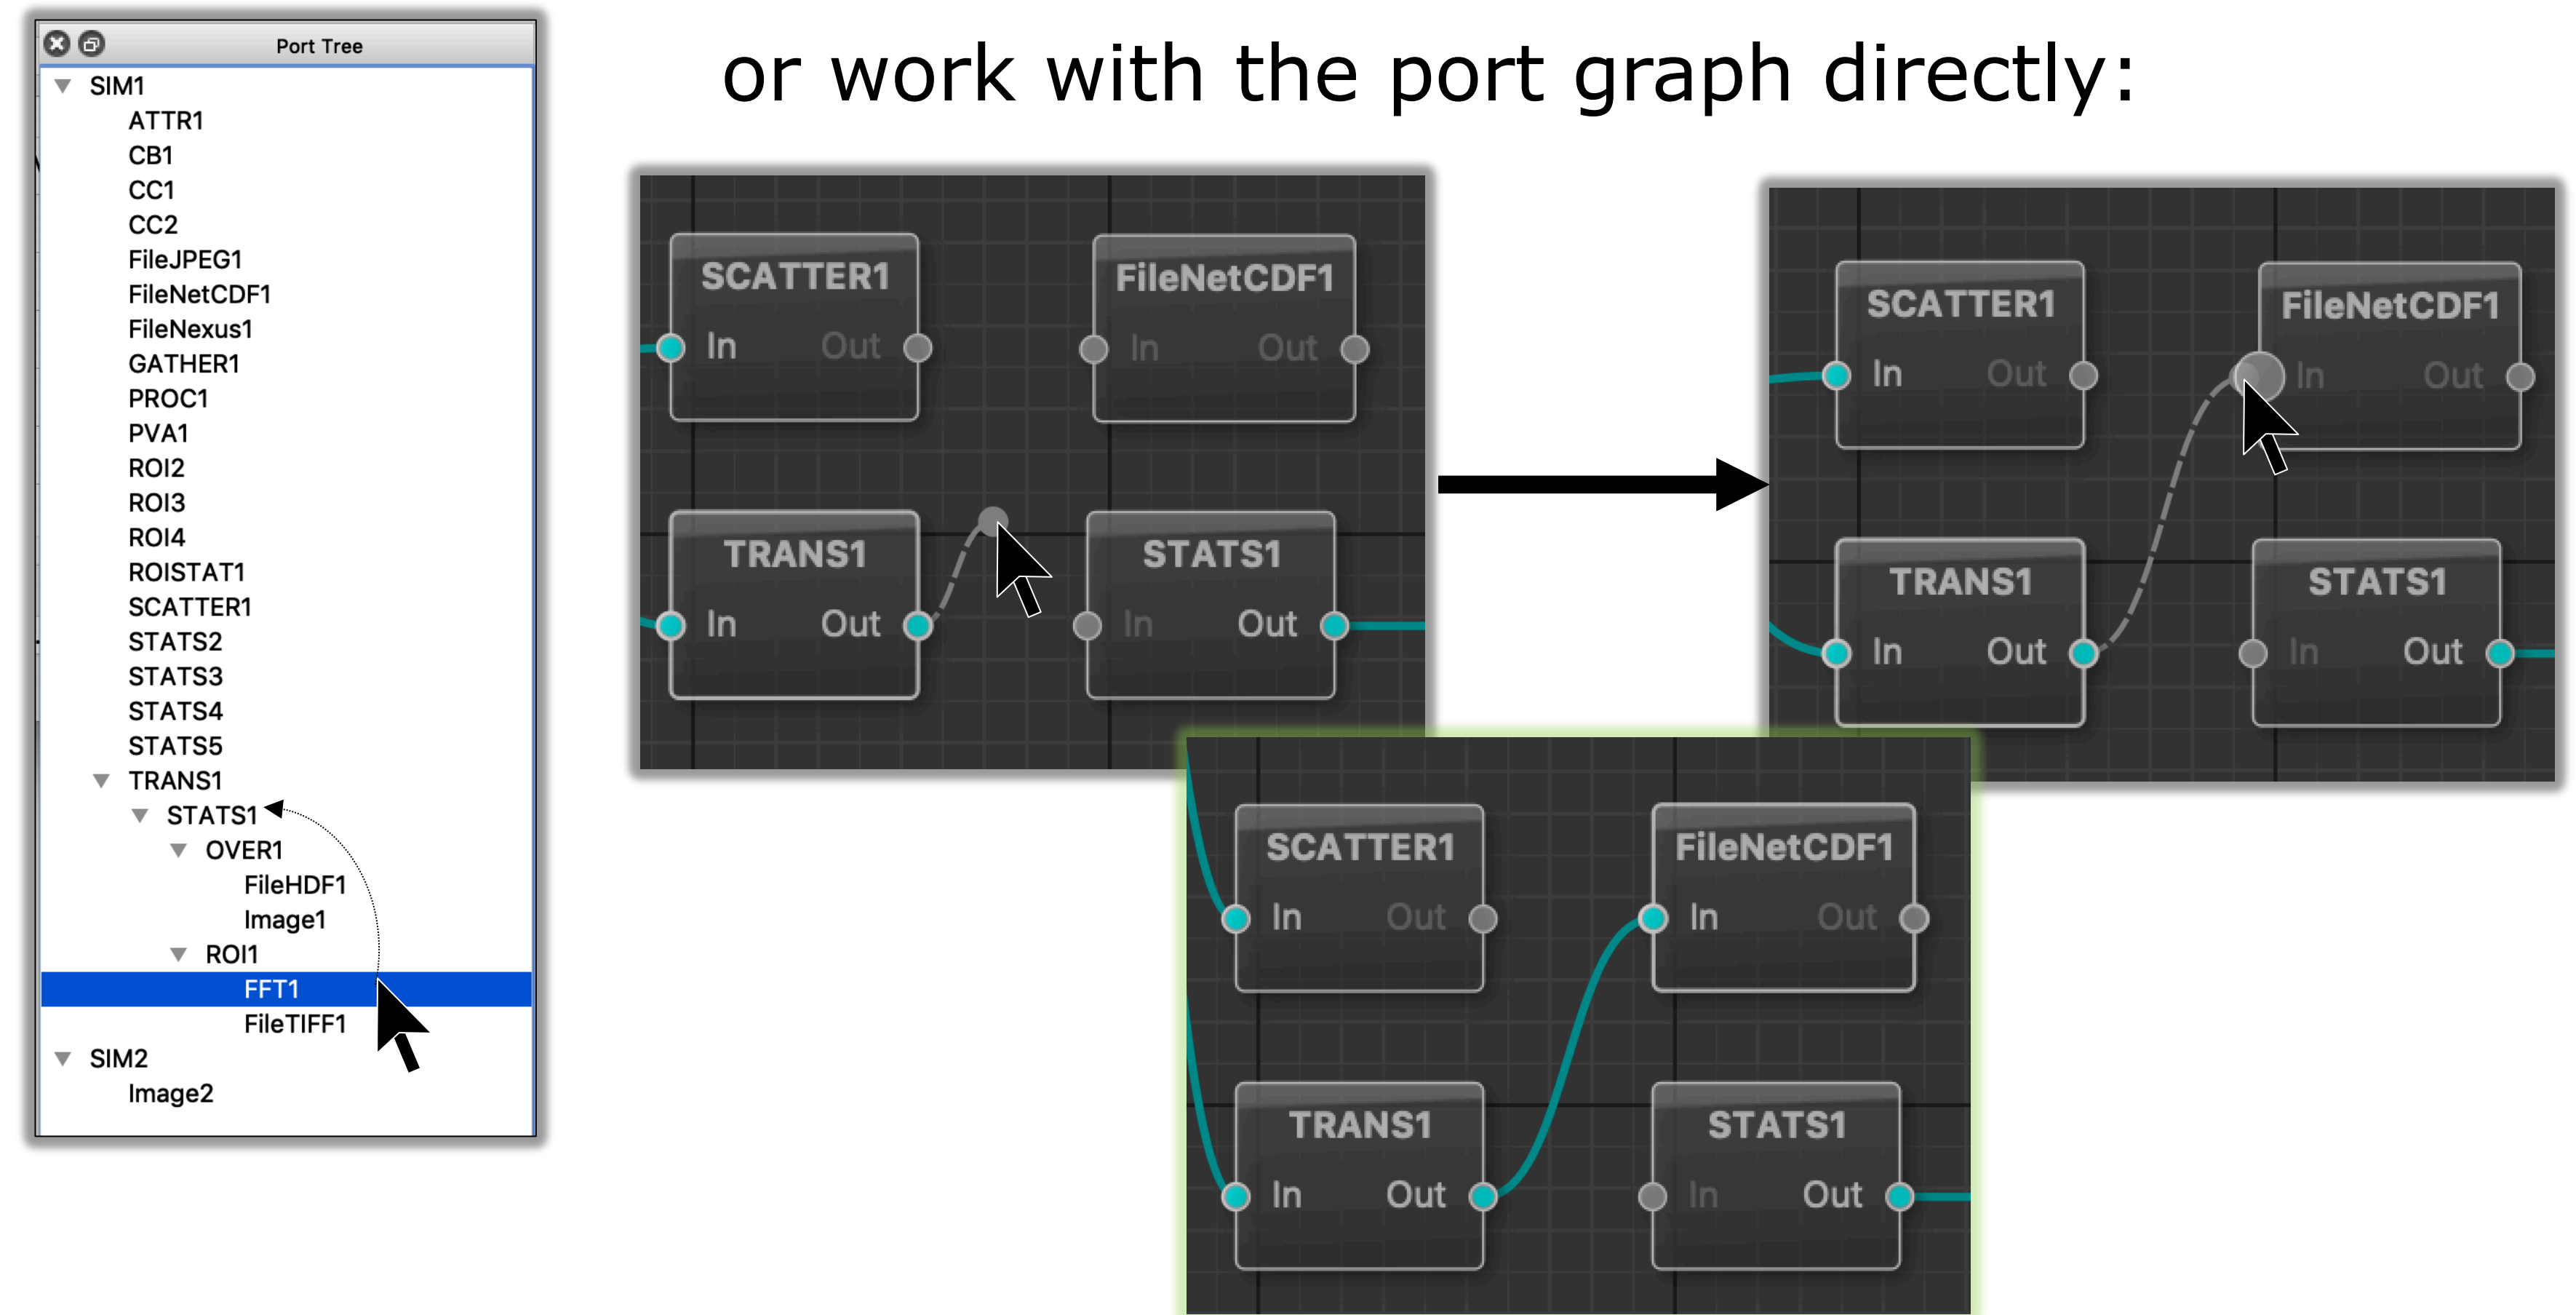 Port Tree
SIM1
ATTR1
CB1
CC1
CC2
FileJPEG1
FileNetCDF1
FileNexus1
GATHER1
PROC1
PVA1
ROI2
ROI3
ROI4
ROISTAT1
SCATTER1
STATS2
STATS3
STATS4
STATS5
TRANS1
STATS1
OVER1
FileHDF1
Image1
ROI1
FFT1
FileTIFF1
SIM2
Image2
or work with the port graph directly:
SCATTER1
In Out
FileNetCDF1
In Out
TRANS1
In Out
STATS1
In Out
SCATTER1
In Out
FileNetCDF1
In Out
TRANS1
In Out
STATS1
In Out
SCATTER1
In Out
FileNetCDF1
In Out
TRANS1
In Out
STATS1
In Out